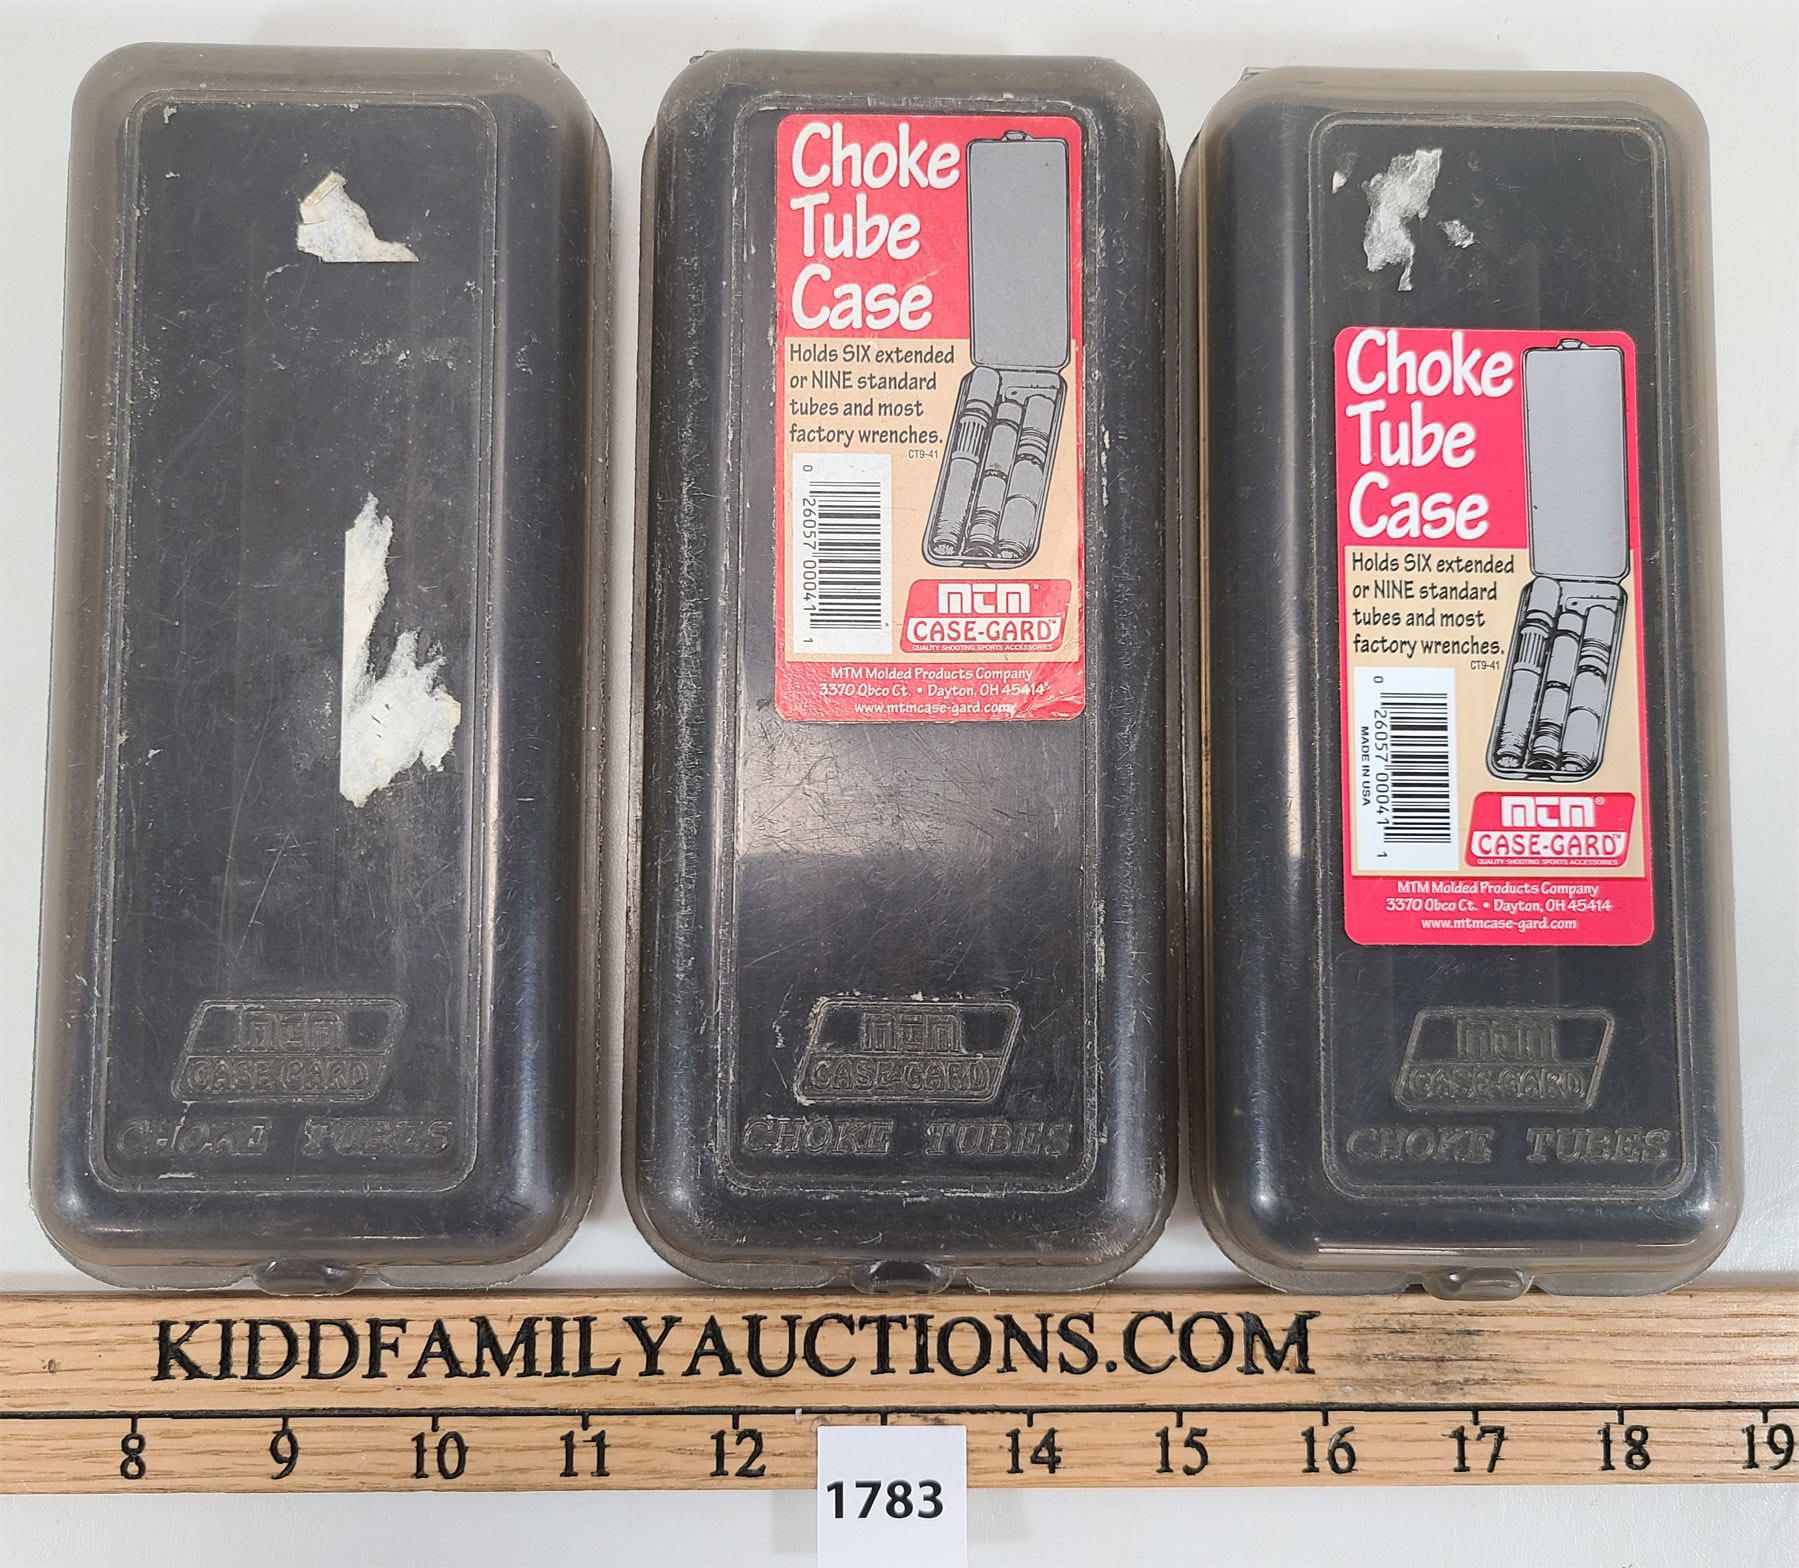 MTM
CASE-GARD
CHOKE TUBES
Choke
Tube
Case
Holds SIX extended
or NINE standard
tubes and most
factory wrenches.
CT9-41
0 26057 00041 1
MTM®
CASE-GARD™
QUALITY SHOOTING SPORTS ACCESSORIES
MTM Molded Products Company
3370 Obco Ct. • Dayton, OH 45414
www.mtmcase-gard.com
MTM
CASE-GARD
CHOKE TUBES
Choke
Tube
Case
Holds SIX extended
or NINE standard
tubes and most
factory wrenches.
CT9-41
0 26057 00041 1
MADE IN USA
MTM®
CASE-GARD™
QUALITY SHOOTING SPORTS ACCESSORIES
MTM Molded Products Company
3370 Obco Ct. • Dayton, OH 45414
www.mtmcase-gard.com
MTM
CASE-GARD
CHOKE TUBES
KIDDFAMILYAUCTIONS.COM
8 9 10 11 12 14 15 16 17 18 19
1783